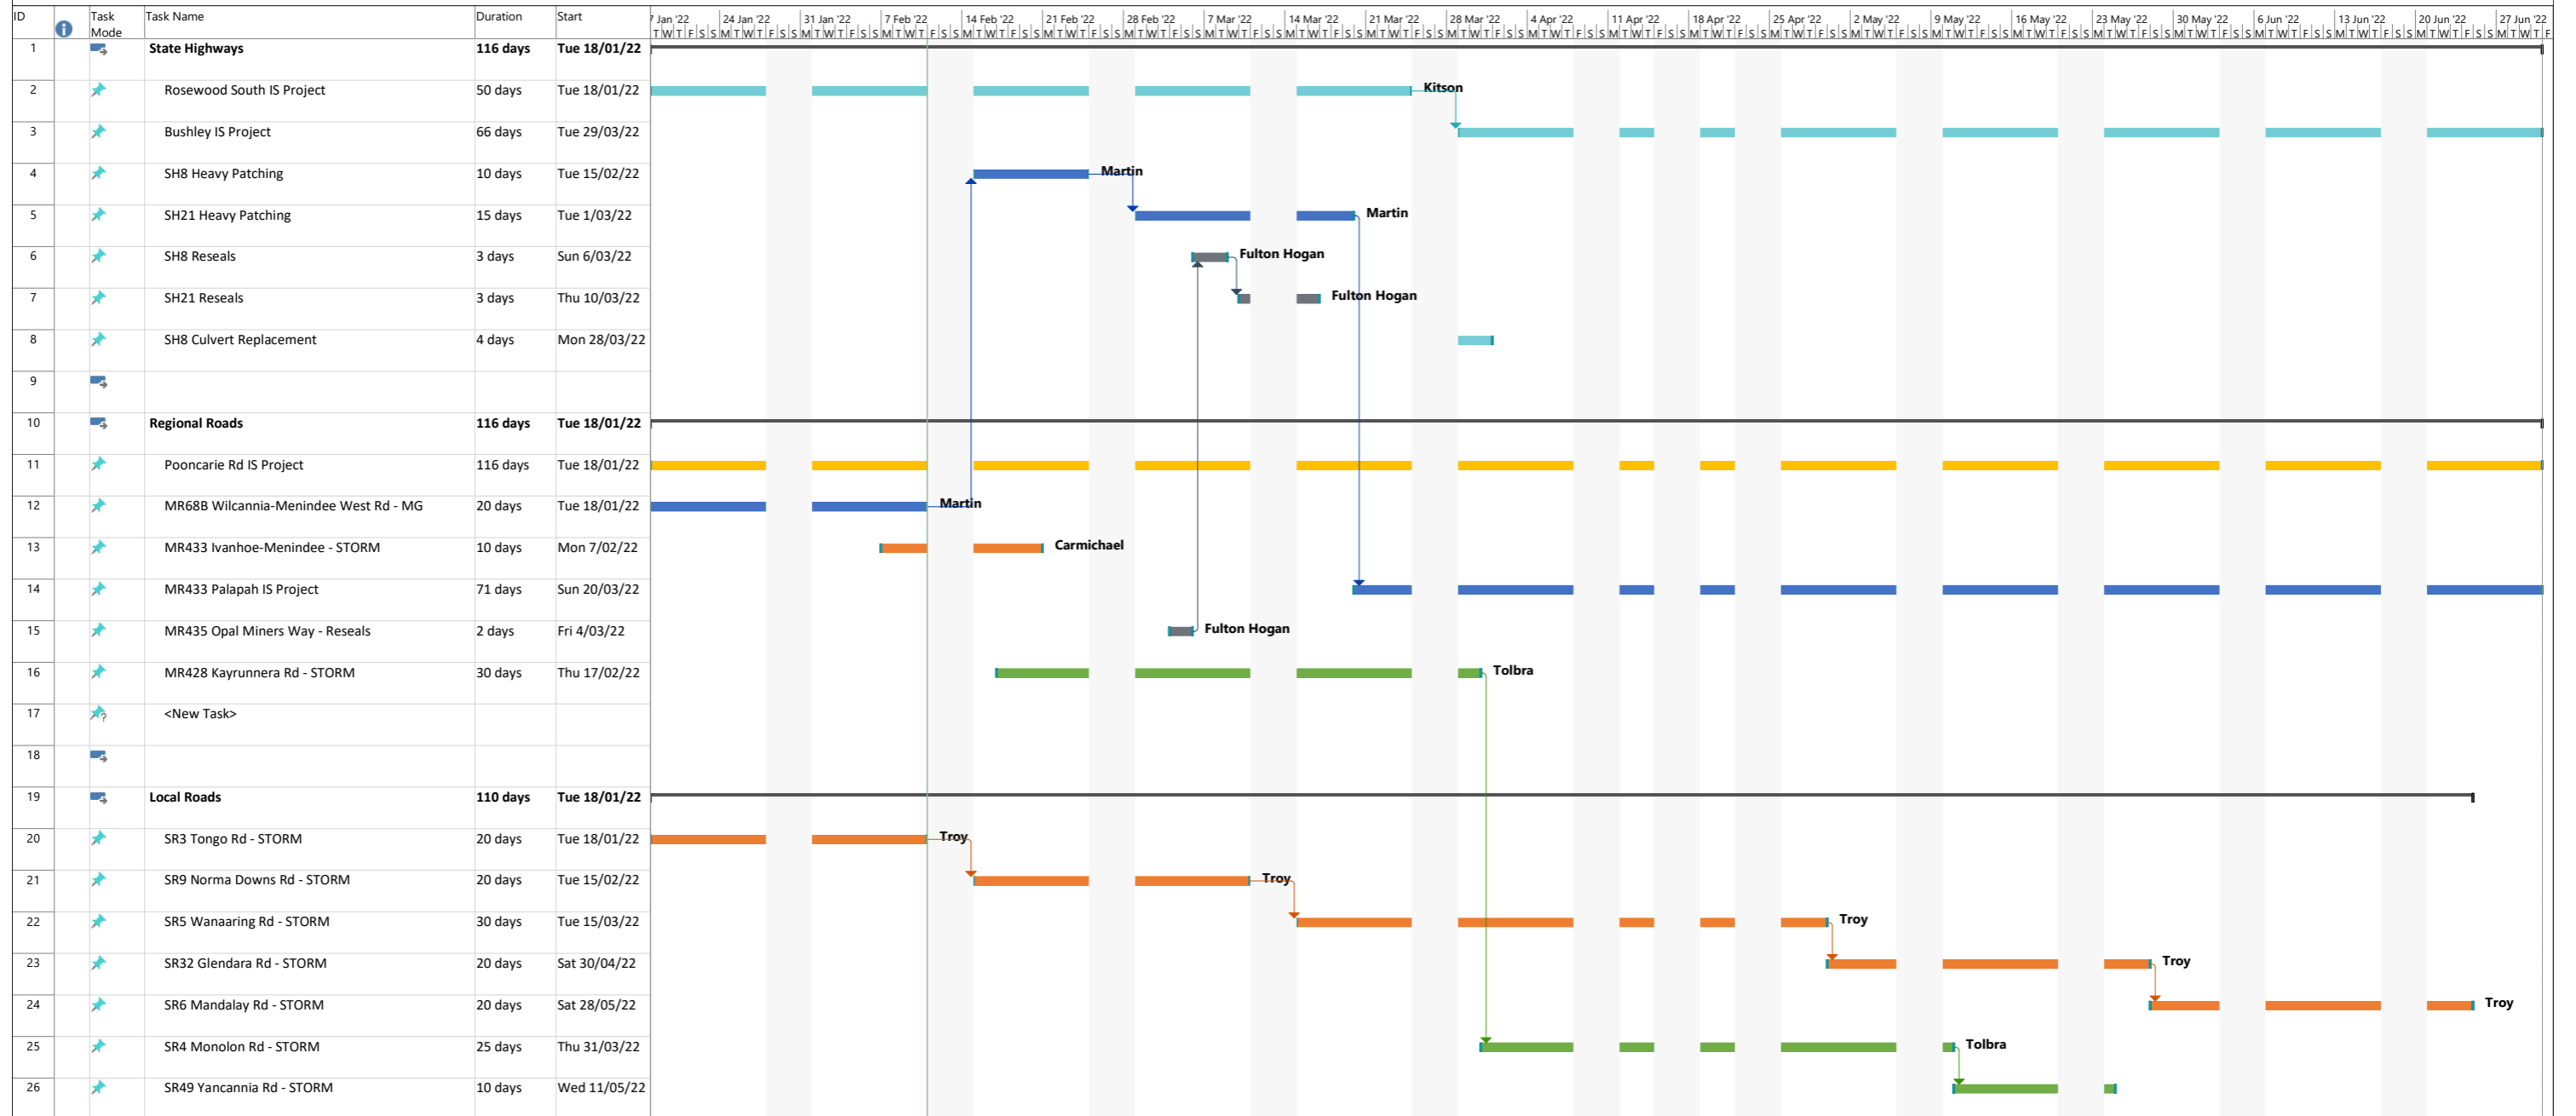 ID Task Mode Task Name Duration Start 7 Jan '22 24 Jan '22 31 Jan '22 7 Feb '22 14 Feb '22 21 Feb '22 28 Feb '22 7 Mar '22 14 Mar '22 21 Mar '22 28 Mar '22 4 Apr '22 11 Apr '22 18 Apr '22 25 Apr '22 2 May '22 9 May '22 16 May '22 23 May '22 30 May '22 6 Jun '22 13 Jun '22 20 Jun '22 27 Jun '22
T W T F S S M T W T F S S M T W T F S S M T W T F S S M T W T F S S M T W T F S S M T W T F S S M T W T F S S M T W T F S S M T W T F S S M T W T F S S M T W T F S S M T W T F S S M T W T F S S M T W T F S S M T W T F S S M T W T F S S M T W T F S S M T W T F S S M T W T F S S M T W T F S S M T W T F S S M T W T F S S M T W T F S S M T W T F
1 State Highways 116 days Tue 18/01/22
2 Rosewood South IS Project 50 days Tue 18/01/22 Kitson
3 Bushley IS Project 66 days Tue 29/03/22
4 SH8 Heavy Patching 10 days Tue 15/02/22 Martin
5 SH21 Heavy Patching 15 days Tue 1/03/22 Martin
6 SH8 Reseals 3 days Sun 6/03/22 Fulton Hogan
7 SH21 Reseals 3 days Thu 10/03/22 Fulton Hogan
8 SH8 Culvert Replacement 4 days Mon 28/03/22
9
10 Regional Roads 116 days Tue 18/01/22
11 Pooncarie Rd IS Project 116 days Tue 18/01/22
12 MR68B Wilcannia-Menindee West Rd - MG 20 days Tue 18/01/22 Martin
13 MR433 Ivanhoe-Menindee - STORM 10 days Mon 7/02/22 Carmichael
14 MR433 Palapah IS Project 71 days Sun 20/03/22
15 MR435 Opal Miners Way - Reseals 2 days Fri 4/03/22 Fulton Hogan
16 MR428 Kayrunnera Rd - STORM 30 days Thu 17/02/22 Tolbra
17 <New Task>
18
19 Local Roads 110 days Tue 18/01/22
20 SR3 Tongo Rd - STORM 20 days Tue 18/01/22 Troy
21 SR9 Norma Downs Rd - STORM 20 days Tue 15/02/22 Troy
22 SR5 Wanaaring Rd - STORM 30 days Tue 15/03/22 Troy
23 SR32 Glendara Rd - STORM 20 days Sat 30/04/22 Troy
24 SR6 Mandalay Rd - STORM 20 days Sat 28/05/22 Troy
25 SR4 Monolon Rd - STORM 25 days Thu 31/03/22 Tolbra
26 SR49 Yancannia Rd - STORM 10 days Wed 11/05/22